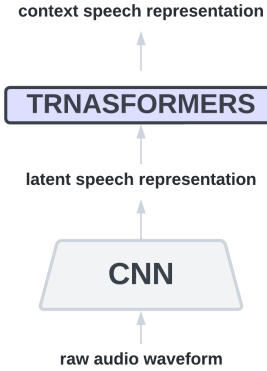 context speech representation
TRNASFORMERS
latent speech representation
CNN
raw audio waveform